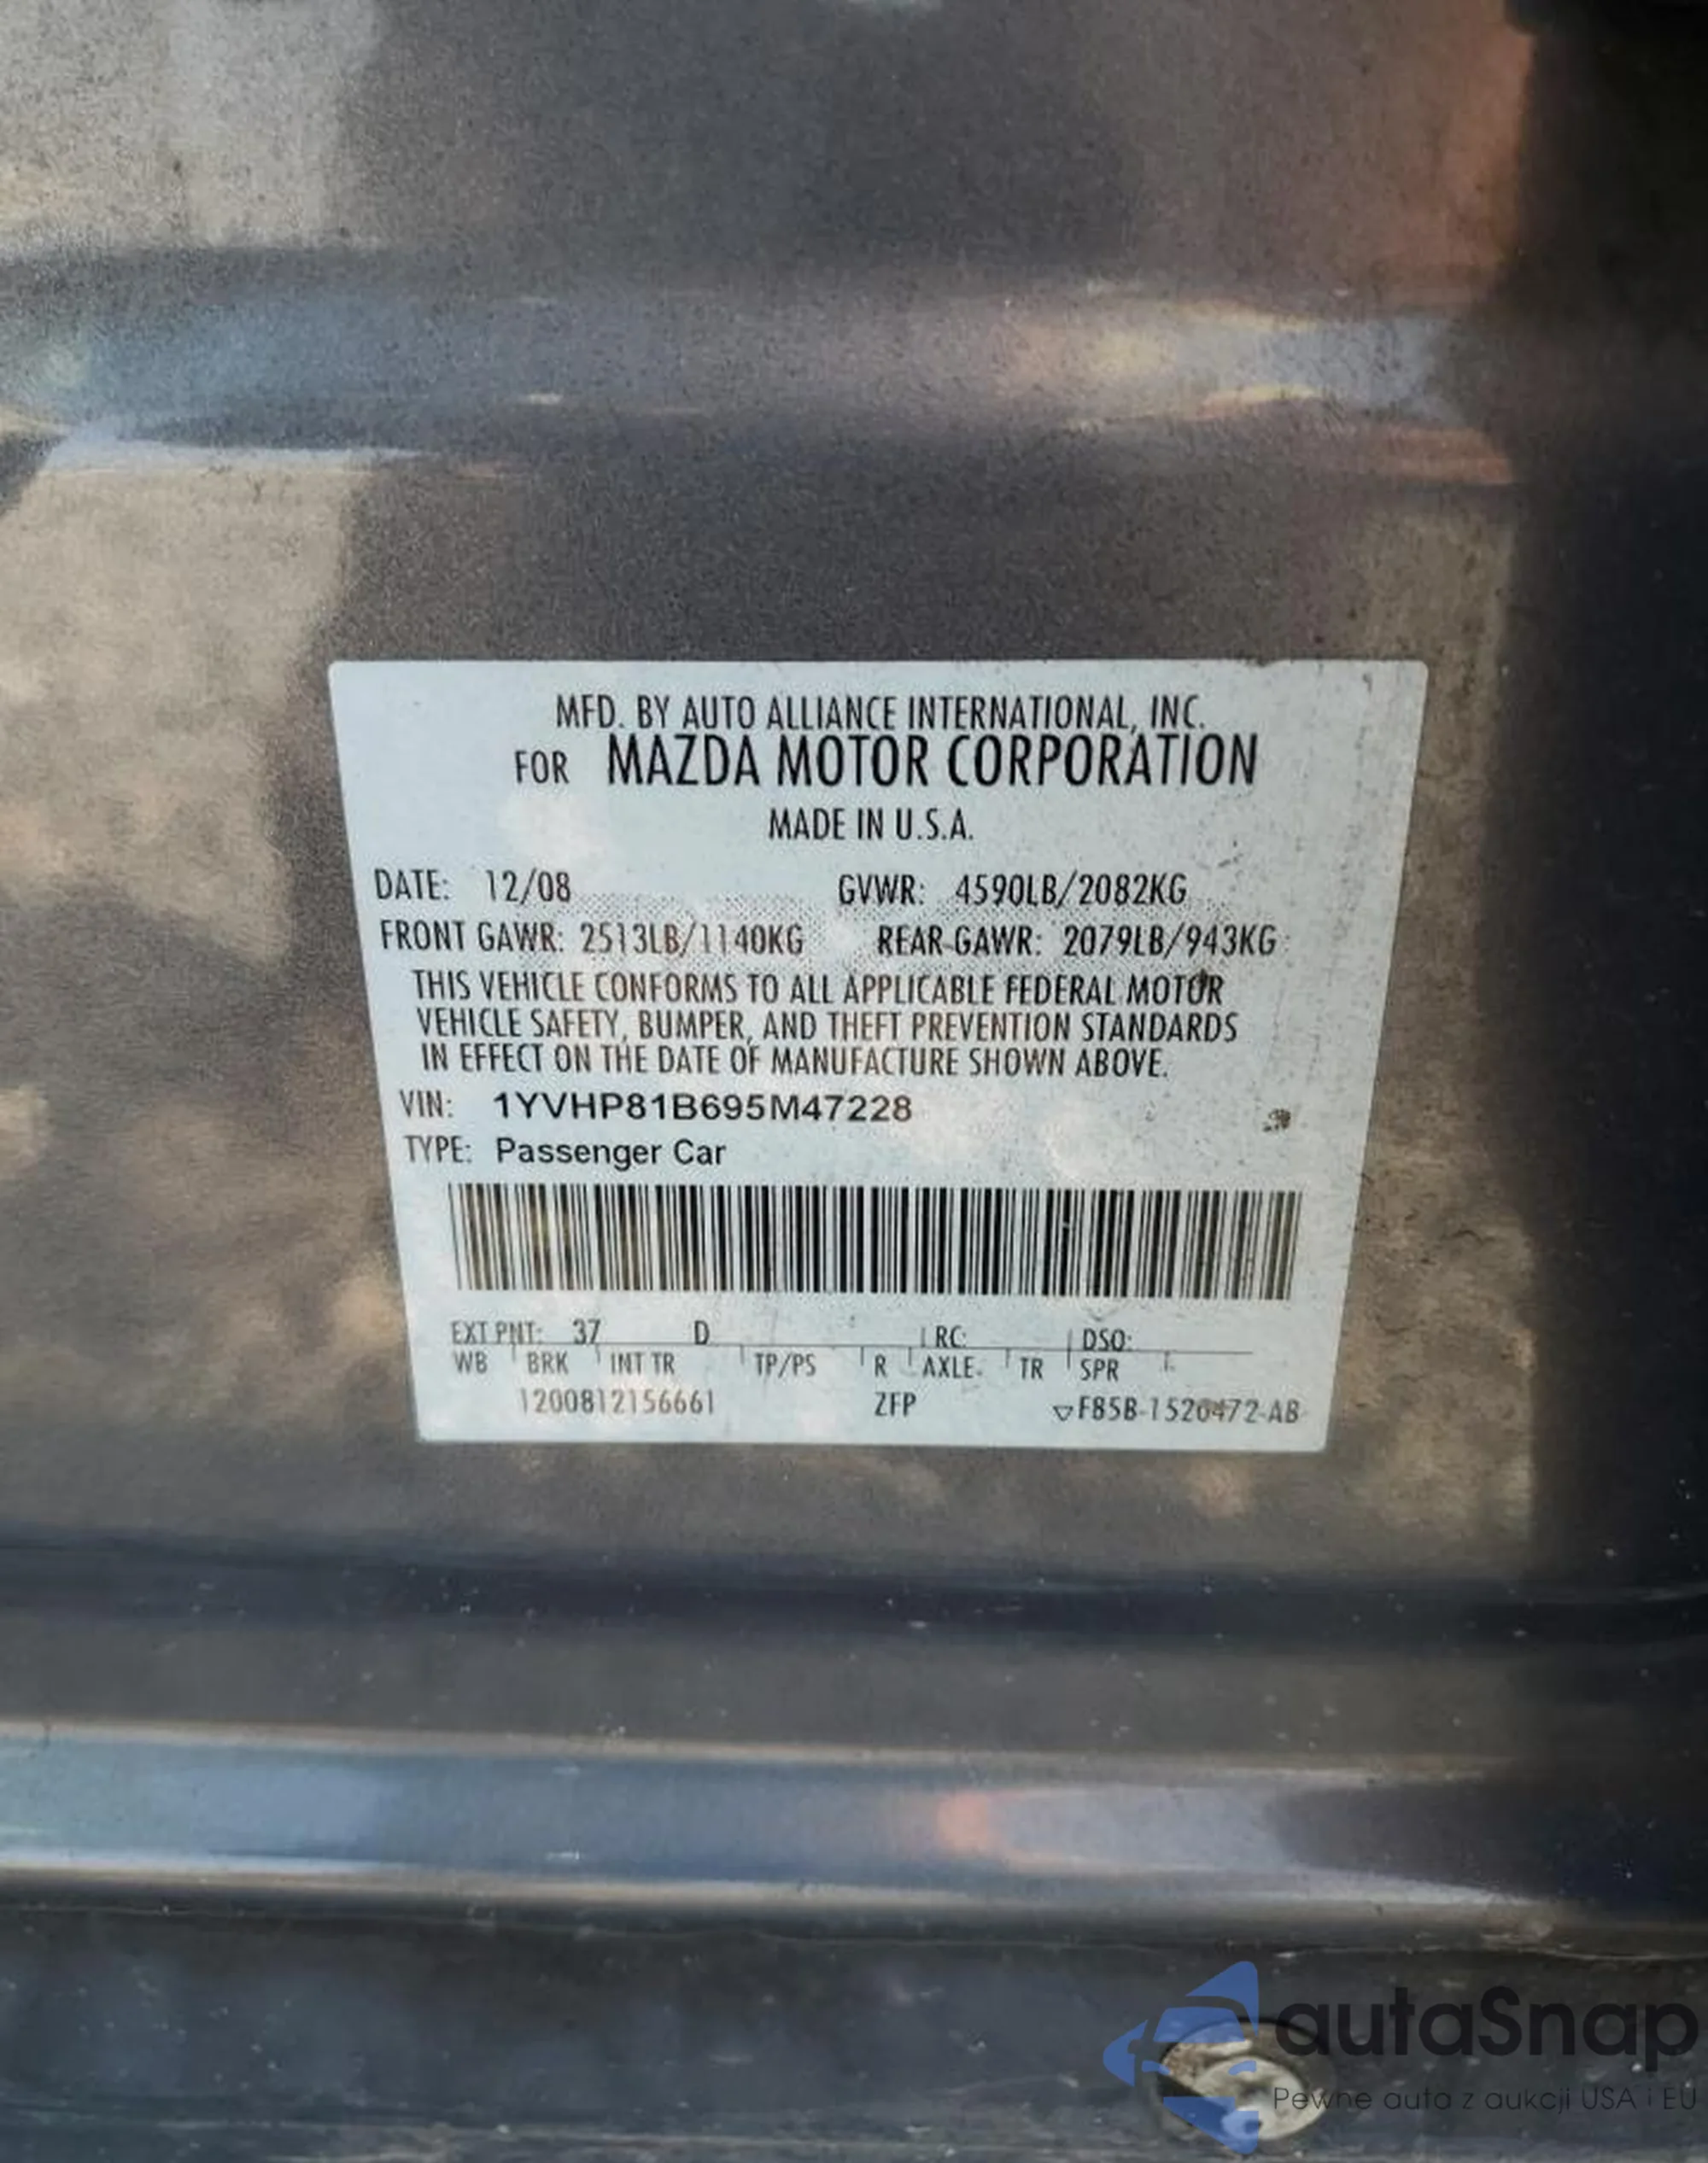 MFD. BY AUTO ALLIANCE INTERNATIONAL, INC.
FOR MAZDA MOTOR CORPORATION
MADE IN U.S.A.
DATE: 12/08 GVWR: 4590LB/2082KG
FRONT GAWR: 2513LB/1140KG REAR GAWR: 2079LB/943KG
THIS VEHICLE CONFORMS TO ALL APPLICABLE FEDERAL MOTOR
VEHICLE SAFETY, BUMPER, AND THEFT PREVENTION STANDARDS
IN EFFECT ON THE DATE OF MANUFACTURE SHOWN ABOVE.
VIN: 1YVHP81B695M47228
TYPE: Passenger Car
EXT PNT: 37 D RC: DSO:
WB BRK INT TR TP/PS R AXLE TR SPR
1200812156661 ZFP ▽F85B-1520472-AB
autaSnap
Pewne auta z aukcji USA i EU